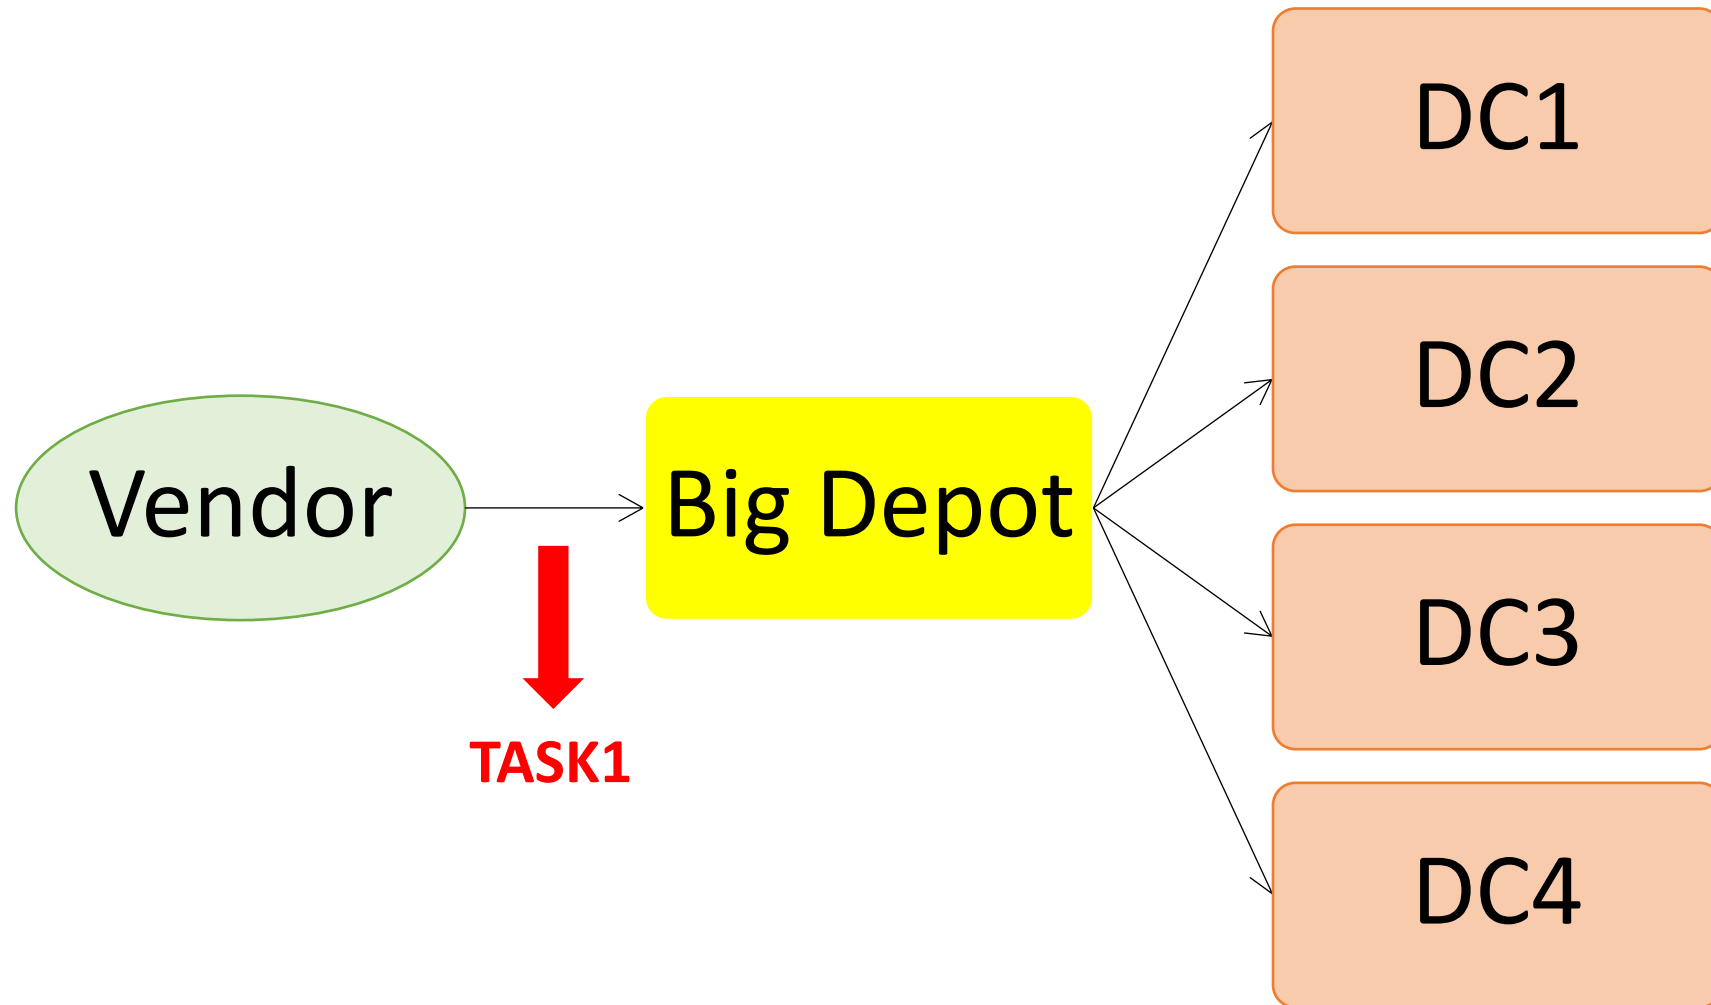 Vendor
Big Depot
TASK1
DC1
DC2
DC3
DC4